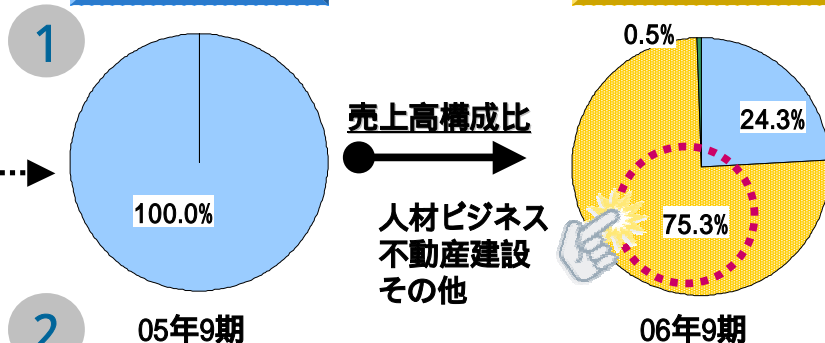 1
100.0%
05年9期
売上高構成比
人材ビジネス
不動産建設
その他
0.5%
24.3%
75.3%
06年9期
2